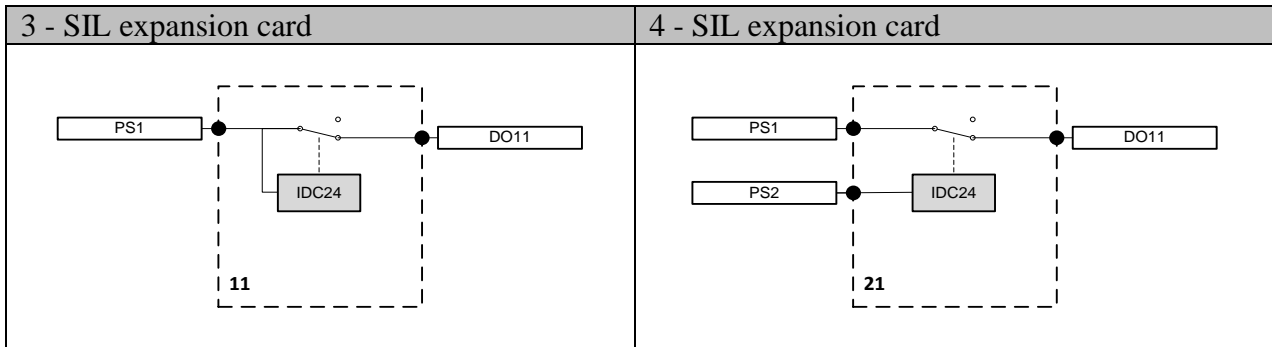 3 - SIL expansion card
4 - SIL expansion card
PS1
DO11
IDC24
11
PS1
DO11
PS2
IDC24
21